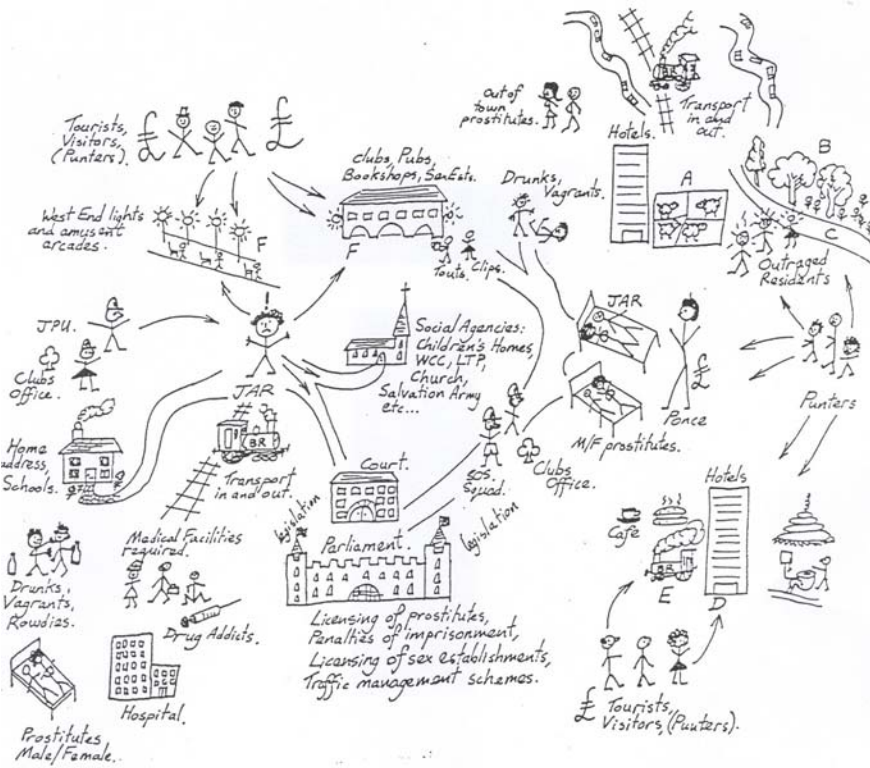 Tourists,
Visitors,
(Punters).
£
£
West End lights
and amusent
arcades.
F
Clubs, Pubs,
Bookshops, Sex Ests.
F
Touts.
Clips.
Drunks,
Vagrants.
Out of
town
prostitutes.
Transport
in and
out.
Hotels.
A
B
C
Outraged
Residents
JPU.
Clubs
Office.
!
JAR
Social Agencies:
Children's Homes,
WCC, LTP,
Church,
Salvation Army
etc...
JAR
£
Ponce
M/F prostitutes.
Punters
Home
address,
Schools.
BR
Transport
in and out.
Court.
legislation
SOS.
Squad.
Clubs
Office.
legislation
Parliament.
Licensing of prostitutes,
Penalties of imprisonment,
Licensing of sex establishments,
Traffic management schemes.
Medical Facilities
required.
Drunks,
Vagrants,
Rowdies.
Drug Addicts.
Hospital.
Prostitutes
Male/Female.
Cafe
Hotels
BR
E
D
£ Tourists,
Visitors, (Punters).